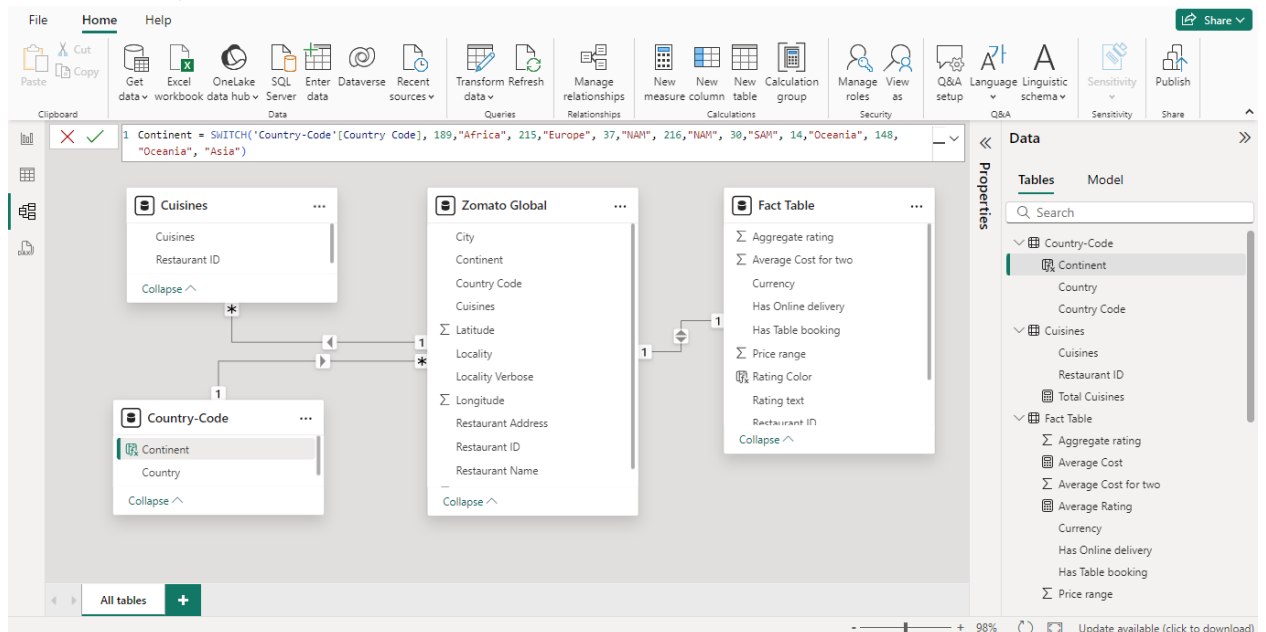 File Home Help Share
Paste Cut Copy
Clipboard
Get data Excel workbook OneLake data hub SQL Server Enter data Dataverse Recent sources
Data
Transform data Refresh
Queries
Manage relationships
Relationships
New measure New column New table Calculation group
Calculations
Manage roles View as
Security
Q&A setup Language Linguistic schema
Q&A
Sensitivity
Sensitivity
Publish
Share
1 Continent = SWITCH('Country-Code'[Country Code], 189,"Africa", 215,"Europe", 37,"NAM", 216,"NAM", 30,"SAM", 14,"Oceania", 148,
"Oceania", "Asia")
Cuisines
Cuisines
Restaurant ID
Collapse
Country-Code
Continent
Country
Collapse
* 1
1 *
Zomato Global
City
Continent
Country Code
Cuisines
Latitude
Locality
Locality Verbose
Longitude
Restaurant Address
Restaurant ID
Restaurant Name
Collapse
1 1
Fact Table
Aggregate rating
Average Cost for two
Currency
Has Online delivery
Has Table booking
Price range
Rating Color
Rating text
Restaurant ID
Collapse
Properties
Data
Tables Model
Search
Country-Code
Continent
Country
Country Code
Cuisines
Cuisines
Restaurant ID
Total Cuisines
Fact Table
Aggregate rating
Average Cost
Average Cost for two
Average Rating
Currency
Has Online delivery
Has Table booking
Price range
All tables +
- + 98% Update available (click to download)